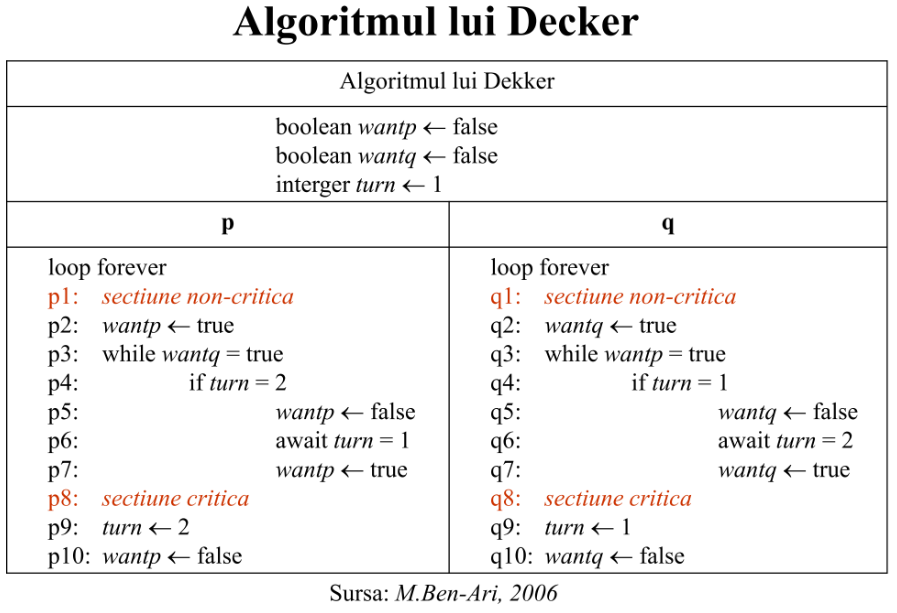 Algoritmul lui Decker
Algoritmul lui Dekker
boolean wantp ← false
boolean wantq ← false
interger turn ← 1
p
q
loop forever
p1: sectiune non-critica
p2: wantp ← true
p3: while wantq = true
p4: if turn = 2
p5: wantp ← false
p6: await turn = 1
p7: wantp ← true
p8: sectiune critica
p9: turn ← 2
p10: wantp ← false
loop forever
q1: sectiune non-critica
q2: wantq ← true
q3: while wantp = true
q4: if turn = 1
q5: wantq ← false
q6: await turn = 2
q7: wantq ← true
q8: sectiune critica
q9: turn ← 1
q10: wantq ← false
Sursa: M.Ben-Ari, 2006